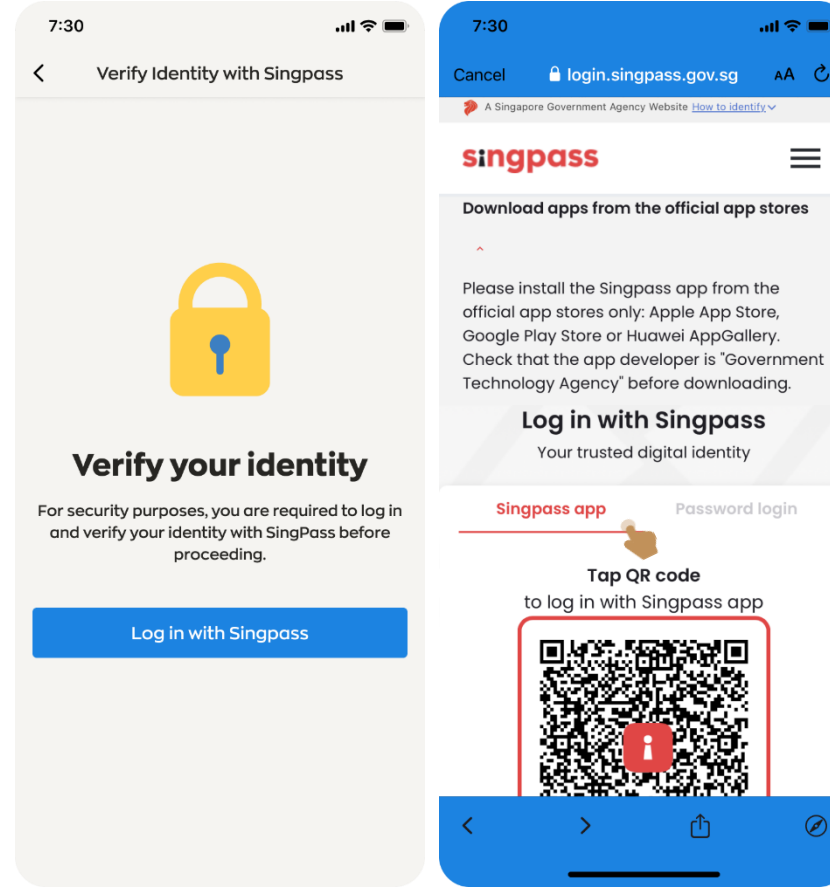 7:30
Verify Identity with Singpass
Verify your identity
For security purposes, you are required to log in
and verify your identity with SingPass before
proceeding.
Log in with Singpass
7:30
Cancel login.singpass.gov.sg AA
A Singapore Government Agency Website How to identify
singpass
Download apps from the official app stores
Please install the Singpass app from the
official app stores only: Apple App Store,
Google Play Store or Huawei AppGallery.
Check that the app developer is "Government
Technology Agency" before downloading.
Log in with Singpass
Your trusted digital identity
Singpass app Password login
Tap QR code
to log in with Singpass app